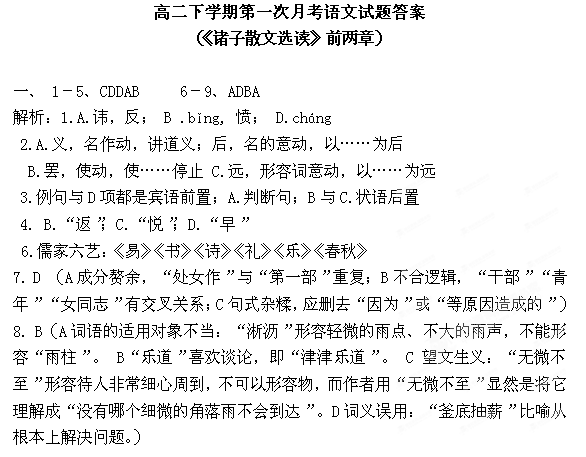 高二下学期第一次月考语文试题答案
（《诸子散文选读》前两章）
一、 1－5、CDDAB 6－9、ADBA
解析：1.A.讳，反； B .bǐng, 愤； D.cháng
2.A.义，名作动，讲道义；后，名的意动，以……为后
B.罢，使动，使……停止 C.远，形容词意动，以……为远
3.例句与D项都是宾语前置；A.判断句；B与C.状语后置
4. B.“返”；C.“悦”；D.“早”
6.儒家六艺：《易》《书》《诗》《礼》《乐》《春秋》
7. D （A成分赘余，“处女作”与“第一部”重复；B不合逻辑，“干部”“青
年”“女同志”有交叉关系；C句式杂糅，应删去“因为”或“等原因造成的”）
8. B（A词语的适用对象不当：“淅沥”形容轻微的雨点、不大的雨声，不能形
容“雨柱”。 B“乐道”喜欢谈论，即“津津乐道”。 C 望文生义：“无微不
至”形容待人非常细心周到，不可以形容物，而作者用“无微不至”显然是将它
理解成“没有哪个细微的角落雨不会到达”。D词义误用：“釜底抽薪”比喻从
根本上解决问题。）